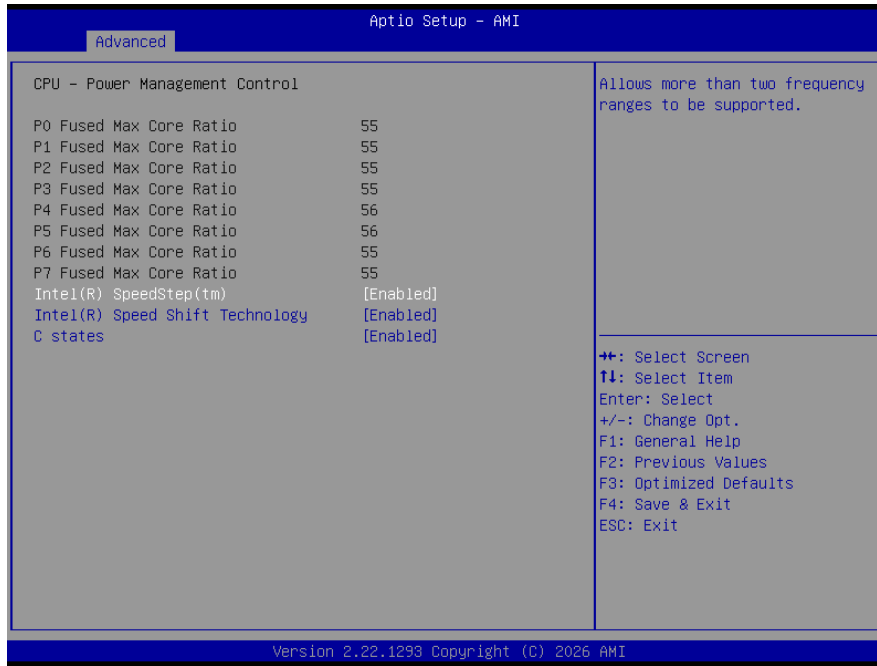 Aptio Setup – AMI
Advanced
CPU – Power Management Control
P0 Fused Max Core Ratio 55
P1 Fused Max Core Ratio 55
P2 Fused Max Core Ratio 55
P3 Fused Max Core Ratio 55
P4 Fused Max Core Ratio 56
P5 Fused Max Core Ratio 56
P6 Fused Max Core Ratio 55
P7 Fused Max Core Ratio 55
Intel(R) SpeedStep(tm) [Enabled]
Intel(R) Speed Shift Technology [Enabled]
C states [Enabled]
Allows more than two frequency
ranges to be supported.
→←: Select Screen
↑↓: Select Item
Enter: Select
+/-: Change Opt.
F1: General Help
F2: Previous Values
F3: Optimized Defaults
F4: Save & Exit
ESC: Exit
Version 2.22.1293 Copyright (C) 2026 AMI